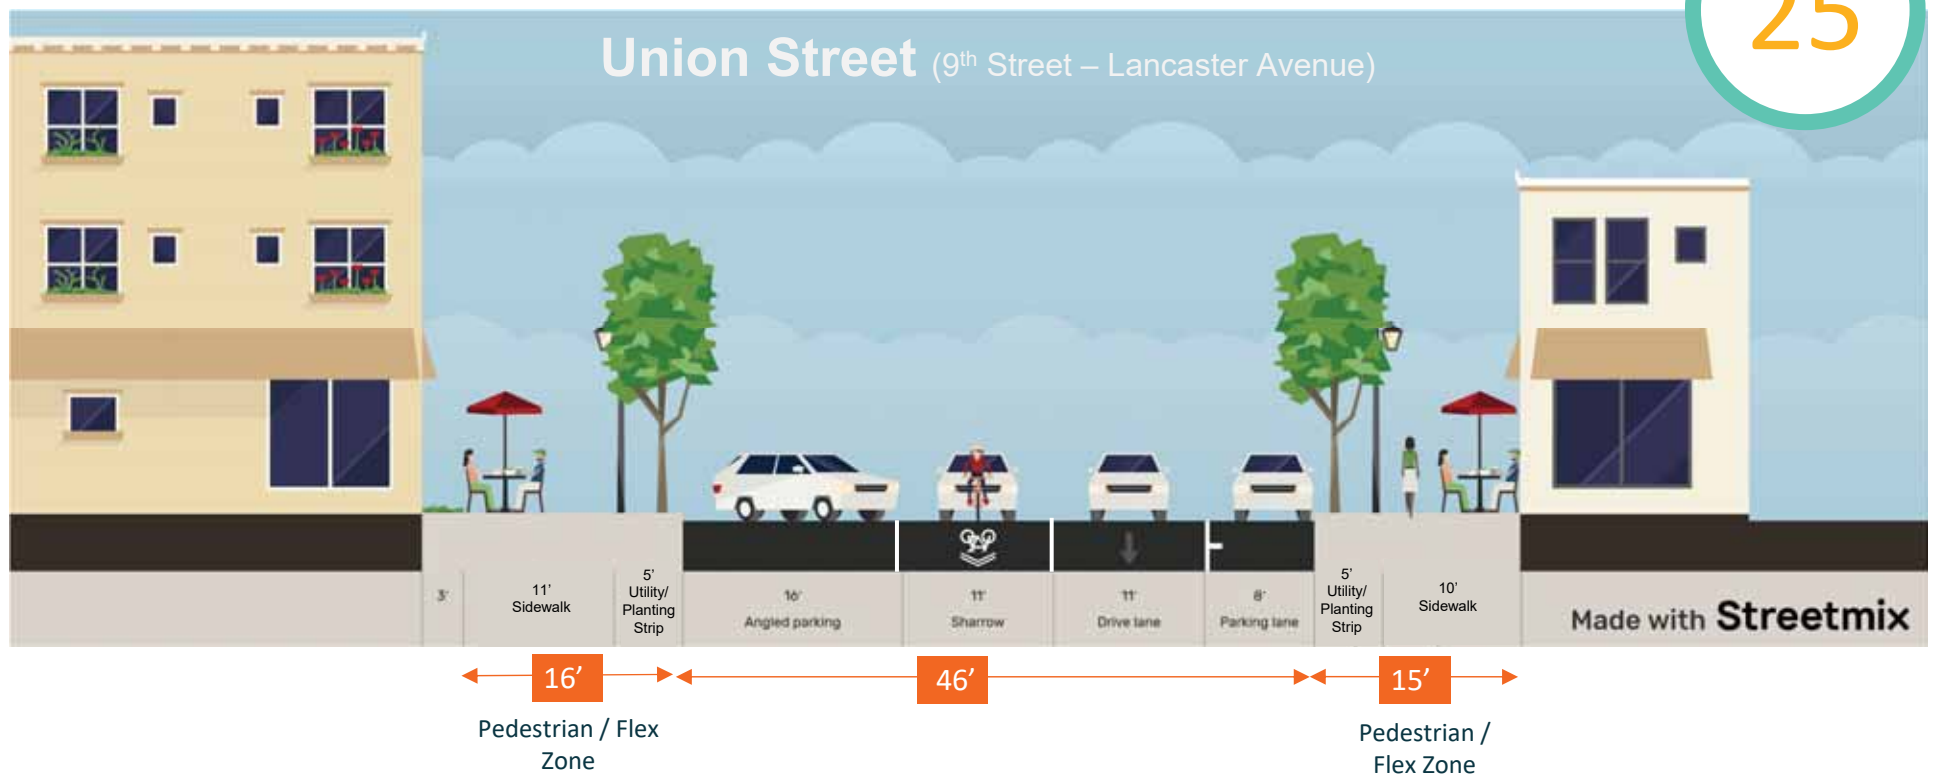 25
Union Street (9th Street – Lancaster Avenue)
3'
11'
Sidewalk
5'
Utility/
Planting
Strip
16'
Angled parking
11'
Sharrow
11'
Drive lane
8'
Parking lane
5'
Utility/
Planting
Strip
10'
Sidewalk
Made with Streetmix
16'
46'
15'
Pedestrian / Flex
Zone
Pedestrian /
Flex Zone